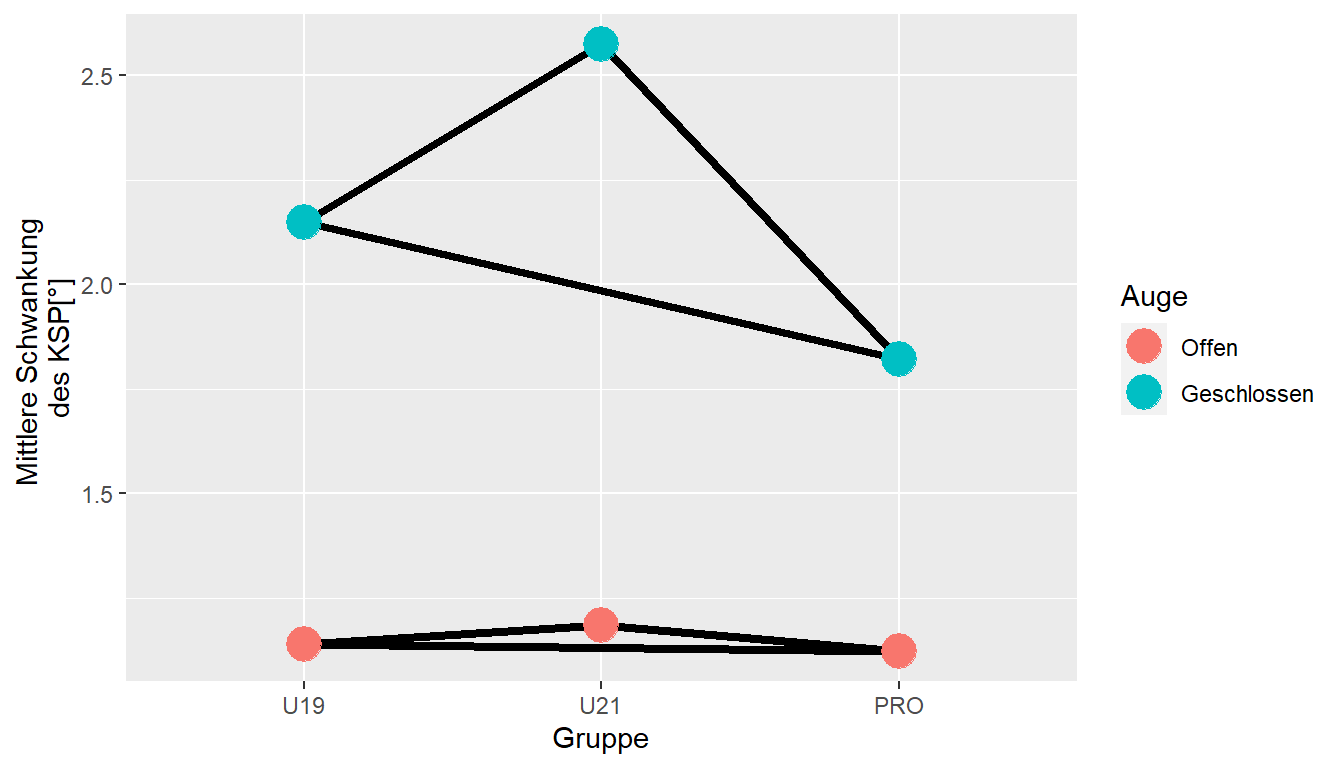 Mittlere Schwankung
des KSP[°]
2.5
2.0
1.5
U19
U21
PRO
Gruppe
Auge
Offen
Geschlossen